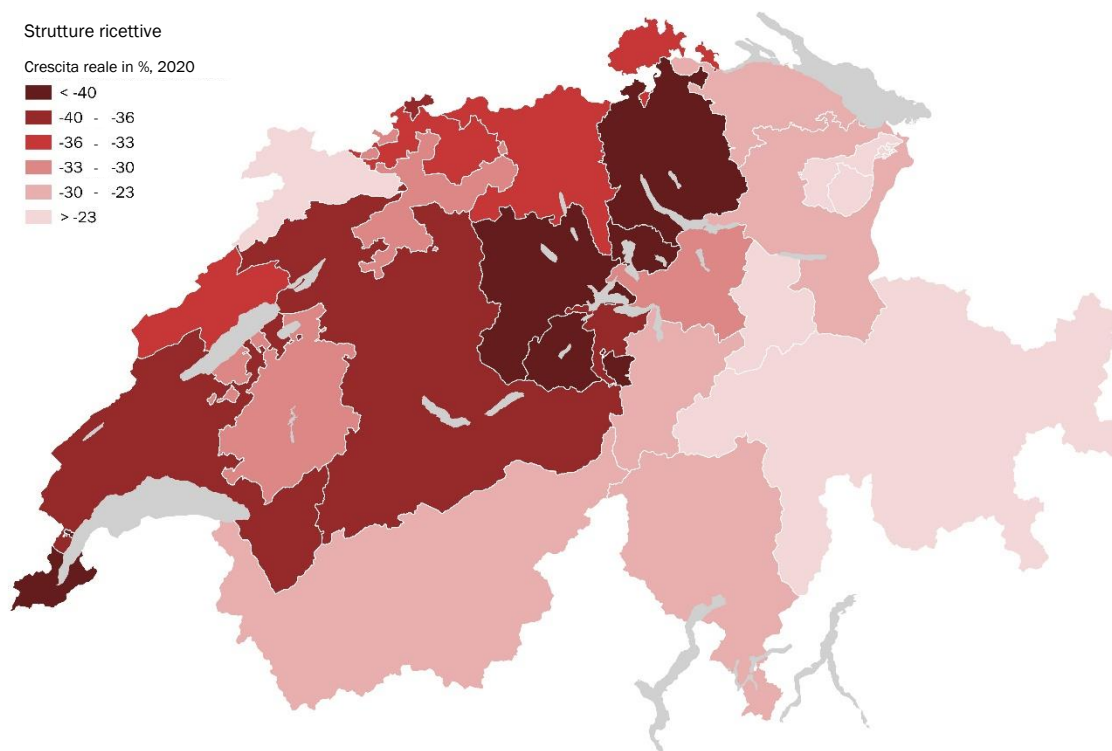 Strutture ricettive
Crescita reale in %, 2020
< -40
-40 - -36
-36 - -33
-33 - -30
-30 - -23
> -23